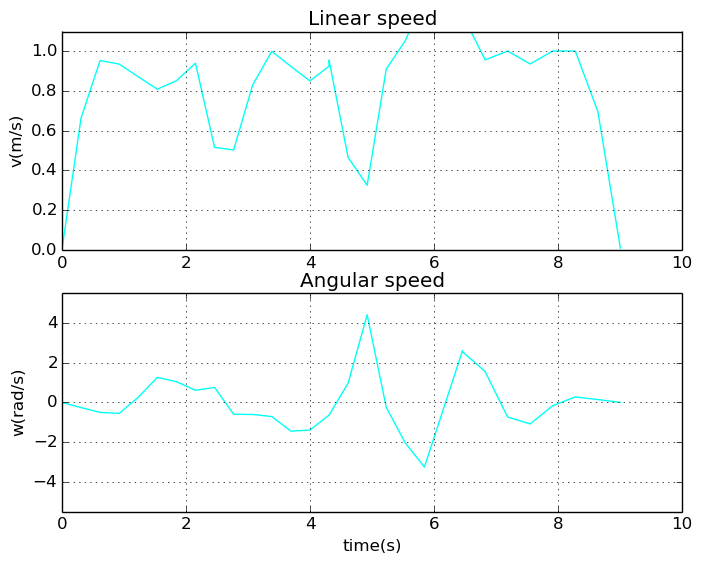 Linear speed
v(m/s)
1.0
0.8
0.6
0.4
0.2
0.0
0 2 4 6 8 10
Angular speed
w(rad/s)
4
2
0
−2
−4
0 2 4 6 8 10
time(s)